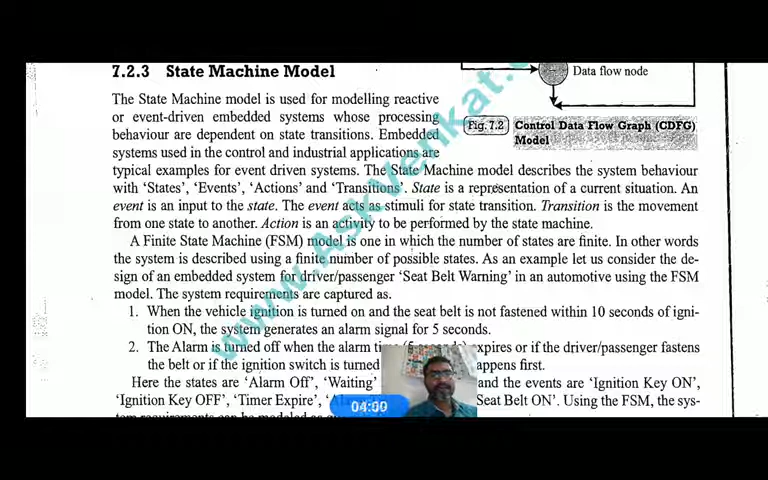 7.2.3 State Machine Model
Data flow node
The State Machine model is used for modelling reactive
or event-driven embedded systems whose processing
behaviour are dependent on state transitions. Embedded
systems used in the control and industrial applications are
Fig. 7.2 Control Data Flow Graph (CDFG)
Model
typical examples for event driven systems. The State Machine model describes the system behaviour
with ‘States’, ‘Events’, ‘Actions’ and ‘Transitions’. State is a representation of a current situation. An
event is an input to the state. The event acts as stimuli for state transition. Transition is the movement
from one state to another. Action is an activity to be performed by the state machine.
A Finite State Machine (FSM) model is one in which the number of states are finite. In other words
the system is described using a finite number of possible states. As an example let us consider the de-
sign of an embedded system for driver/passenger ‘Seat Belt Warning’ in an automotive using the FSM
model. The system requirements are captured as.
1. When the vehicle ignition is turned on and the seat belt is not fastened within 10 seconds of igni-
tion ON, the system generates an alarm signal for 5 seconds.
2. The Alarm is turned off when the alarm time (5 seconds) expires or if the driver/passenger fastens
the belt or if the ignition switch is turned appens first.
Here the states are ‘Alarm Off’, ‘Waiting’ and the events are ‘Ignition Key ON’,
‘Ignition Key OFF’, ‘Timer Expire’, Seat Belt ON’. Using the FSM, the sys-
tem requirements can be modeled as
04:00
www.AskVenkat.